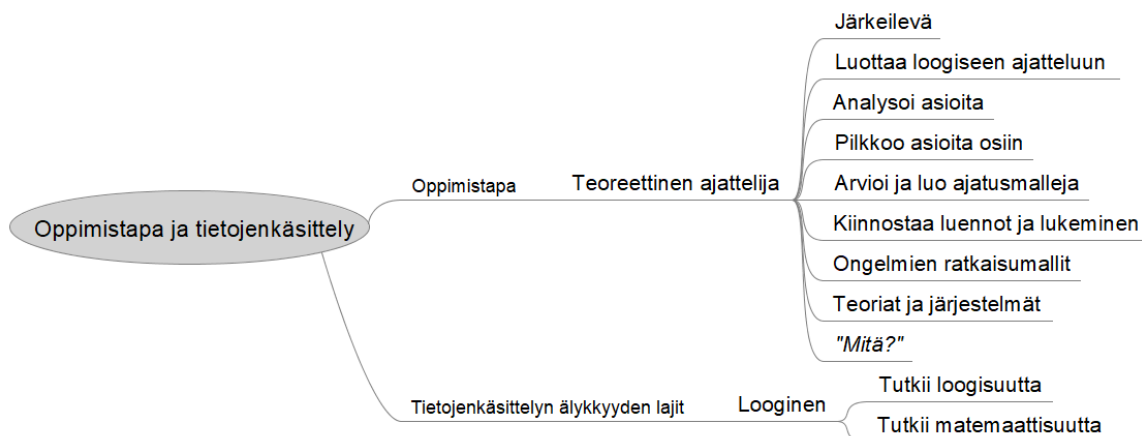 Oppimistapa ja tietojenkäsittely
Oppimistapa
Teoreettinen ajattelija
Järkeilevä
Luottaa loogiseen ajatteluun
Analysoi asioita
Pilkkoo asioita osiin
Arvioi ja luo ajatusmalleja
Kiinnostaa luennot ja lukeminen
Ongelmien ratkaisumallit
Teoriat ja järjestelmät
"Mitä?"
Tietojenkäsittelyn älykkyyden lajit
Looginen
Tutkii loogisuutta
Tutkii matemaattisuutta